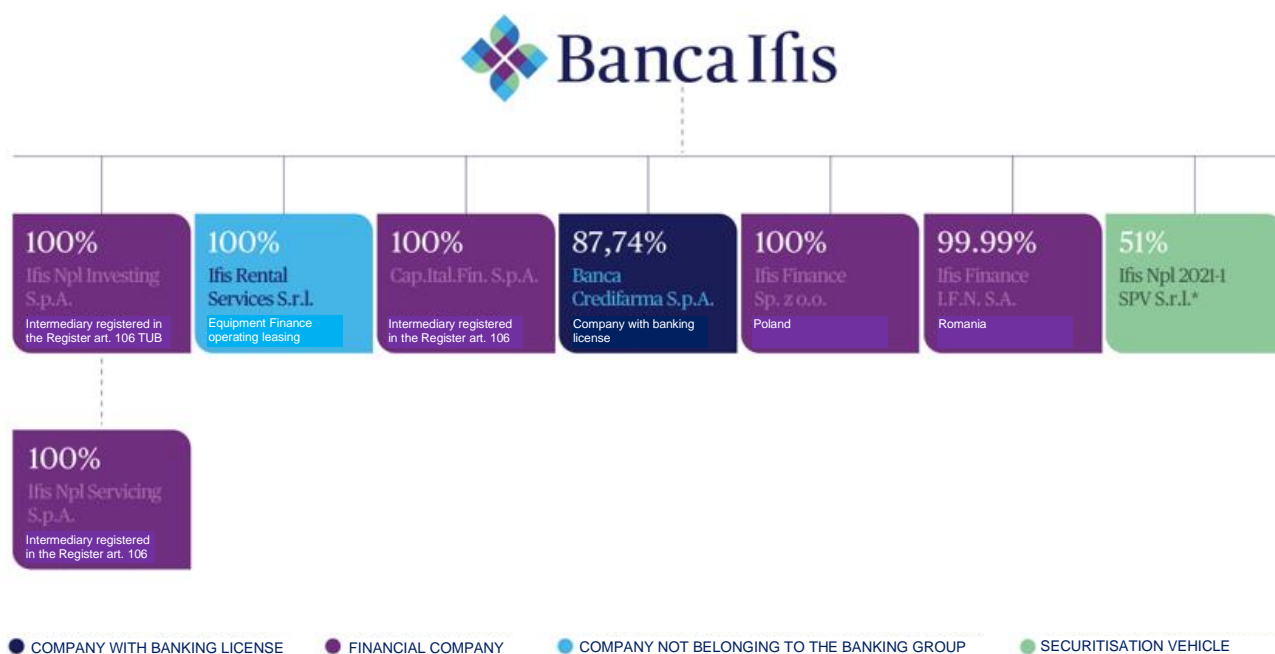 Banca Ifis
100%
Ifis Npl Investing
S.p.A.
Intermediary registered in
the Register art. 106 TUB
100%
Ifis Rental
Services S.r.l.
Equipment Finance
operating leasing
100%
Cap.Ital.Fin. S.p.A.
Intermediary registered
in the Register art. 106
87,74%
Banca
Credifarma S.p.A.
Company with banking
license
100%
Ifis Finance
Sp. z o.o.
Poland
99.99%
Ifis Finance
I.F.N. S.A.
Romania
51%
Ifis Npl 2021-1
SPV S.r.l.*
100%
Ifis Npl Servicing
S.p.A.
Intermediary registered
in the Register art. 106
COMPANY WITH BANKING LICENSE
FINANCIAL COMPANY
COMPANY NOT BELONGING TO THE BANKING GROUP
SECURITISATION VEHICLE